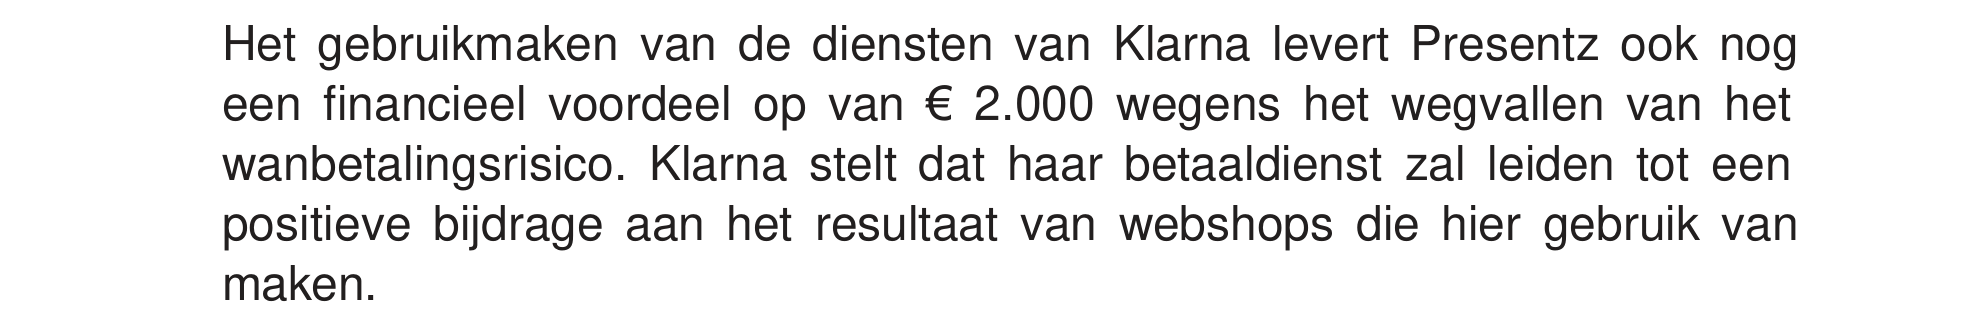 Het gebruikmaken van de diensten van Klarna levert Presentz ook nog
een financieel voordeel op van € 2.000 wegens het wegvallen van het
wanbetalingsrisico. Klarna stelt dat haar betaaldienst zal leiden tot een
positieve bijdrage aan het resultaat van webshops die hier gebruik van
maken.